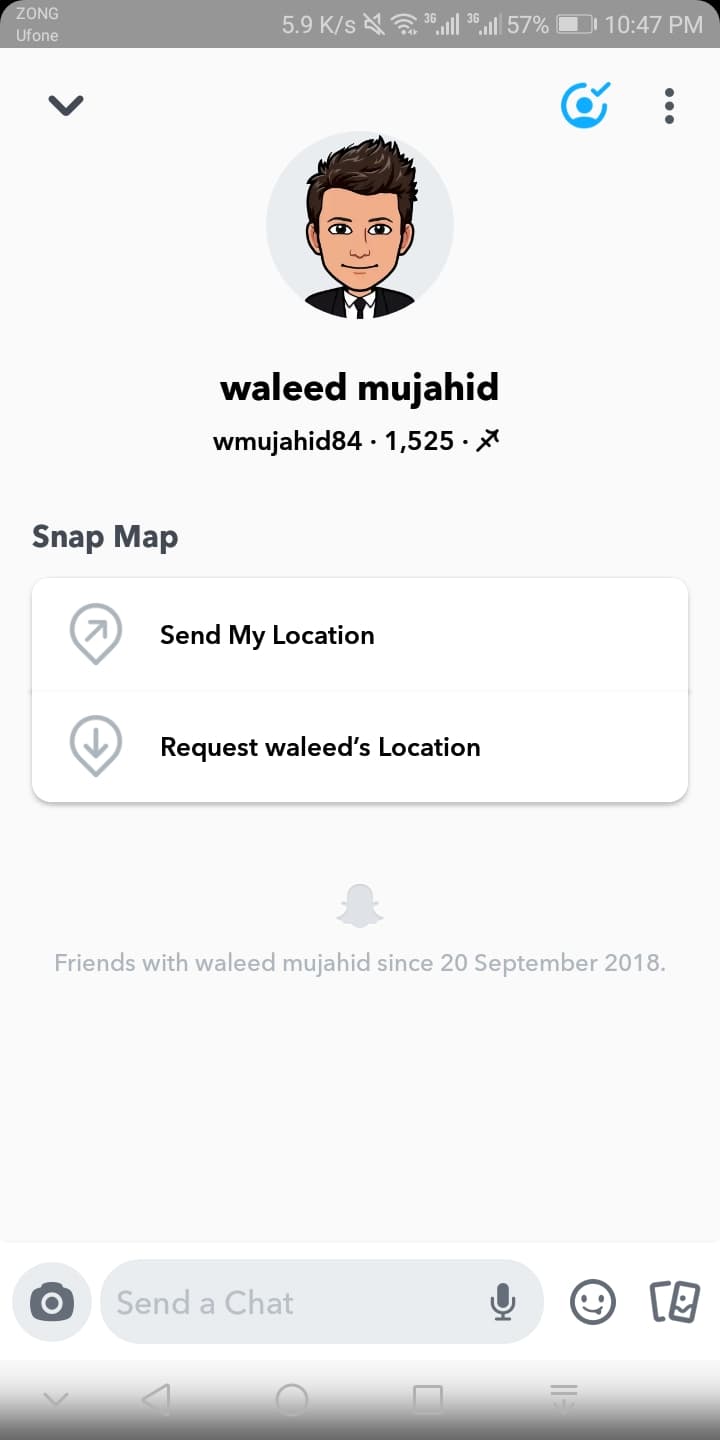 ZONG
Ufone
5.9 K/s 3G 3G 57% 10:47 PM
waleed mujahid
wmujahid84 · 1,525 · ♐
Snap Map
Send My Location
Request waleed’s Location
Friends with waleed mujahid since 20 September 2018.
Send a Chat